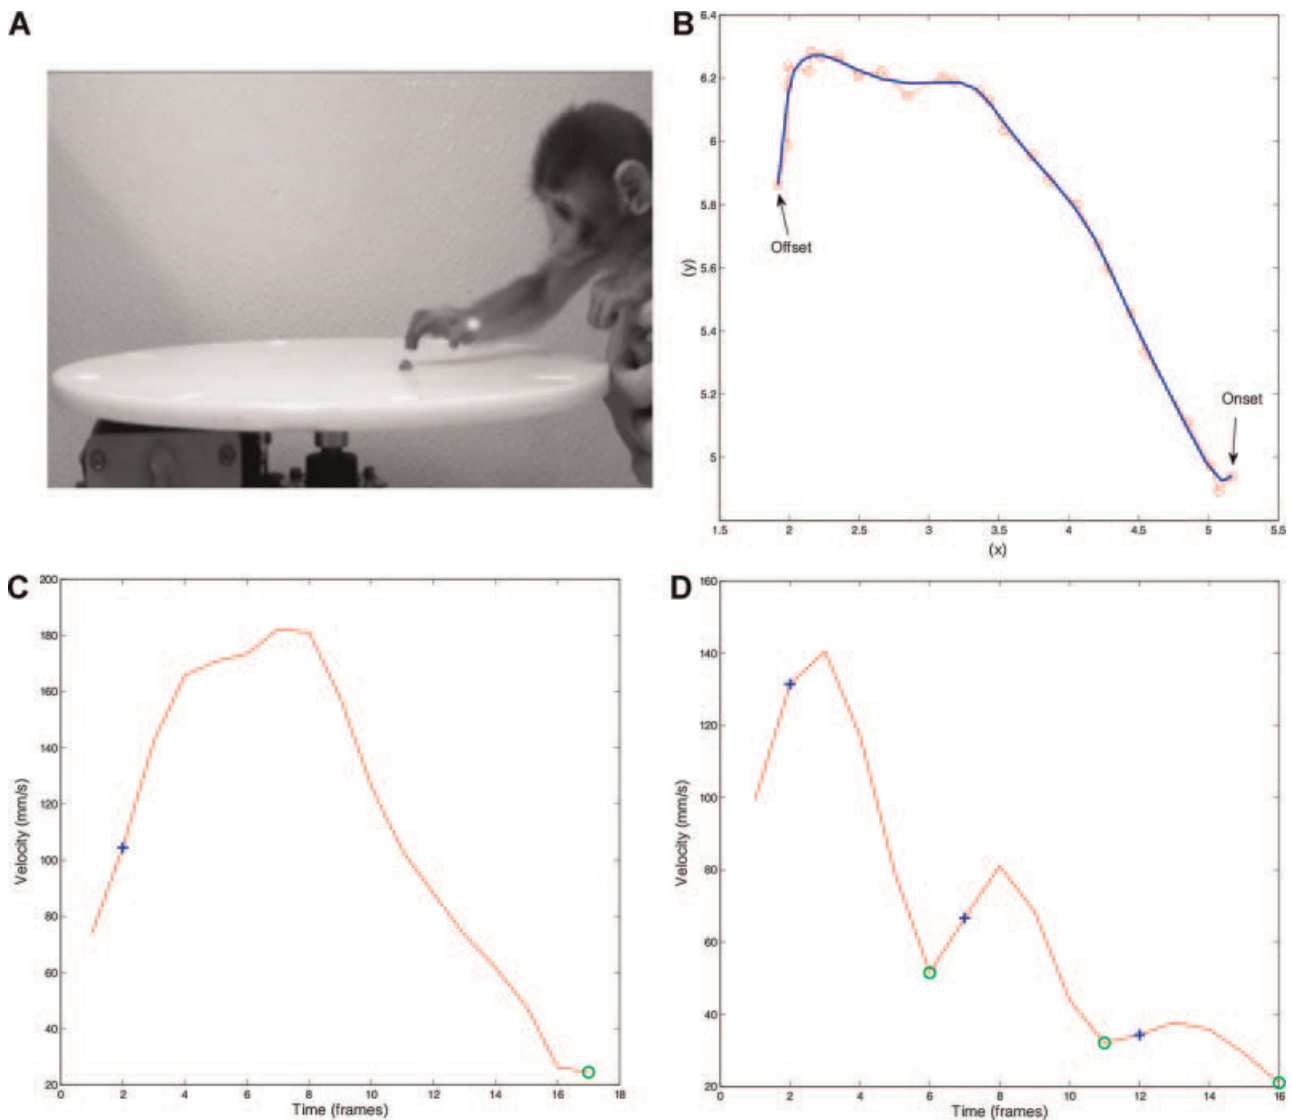 A
B
6.4
6.2
6
5.8
5.6
5.4
5.2
5
(y)
Offset
Onset
1.5 2 2.5 3 3.5 4 4.5 5 5.5
(x)
C
200
180
160
140
120
100
80
60
40
20
Velocity (mm/s)
0 2 4 6 8 10 12 14 16 18
Time (frames)
D
160
140
120
100
80
60
40
20
Velocity (mm/s)
0 2 4 6 8 10 12 14 16
Time (frames)